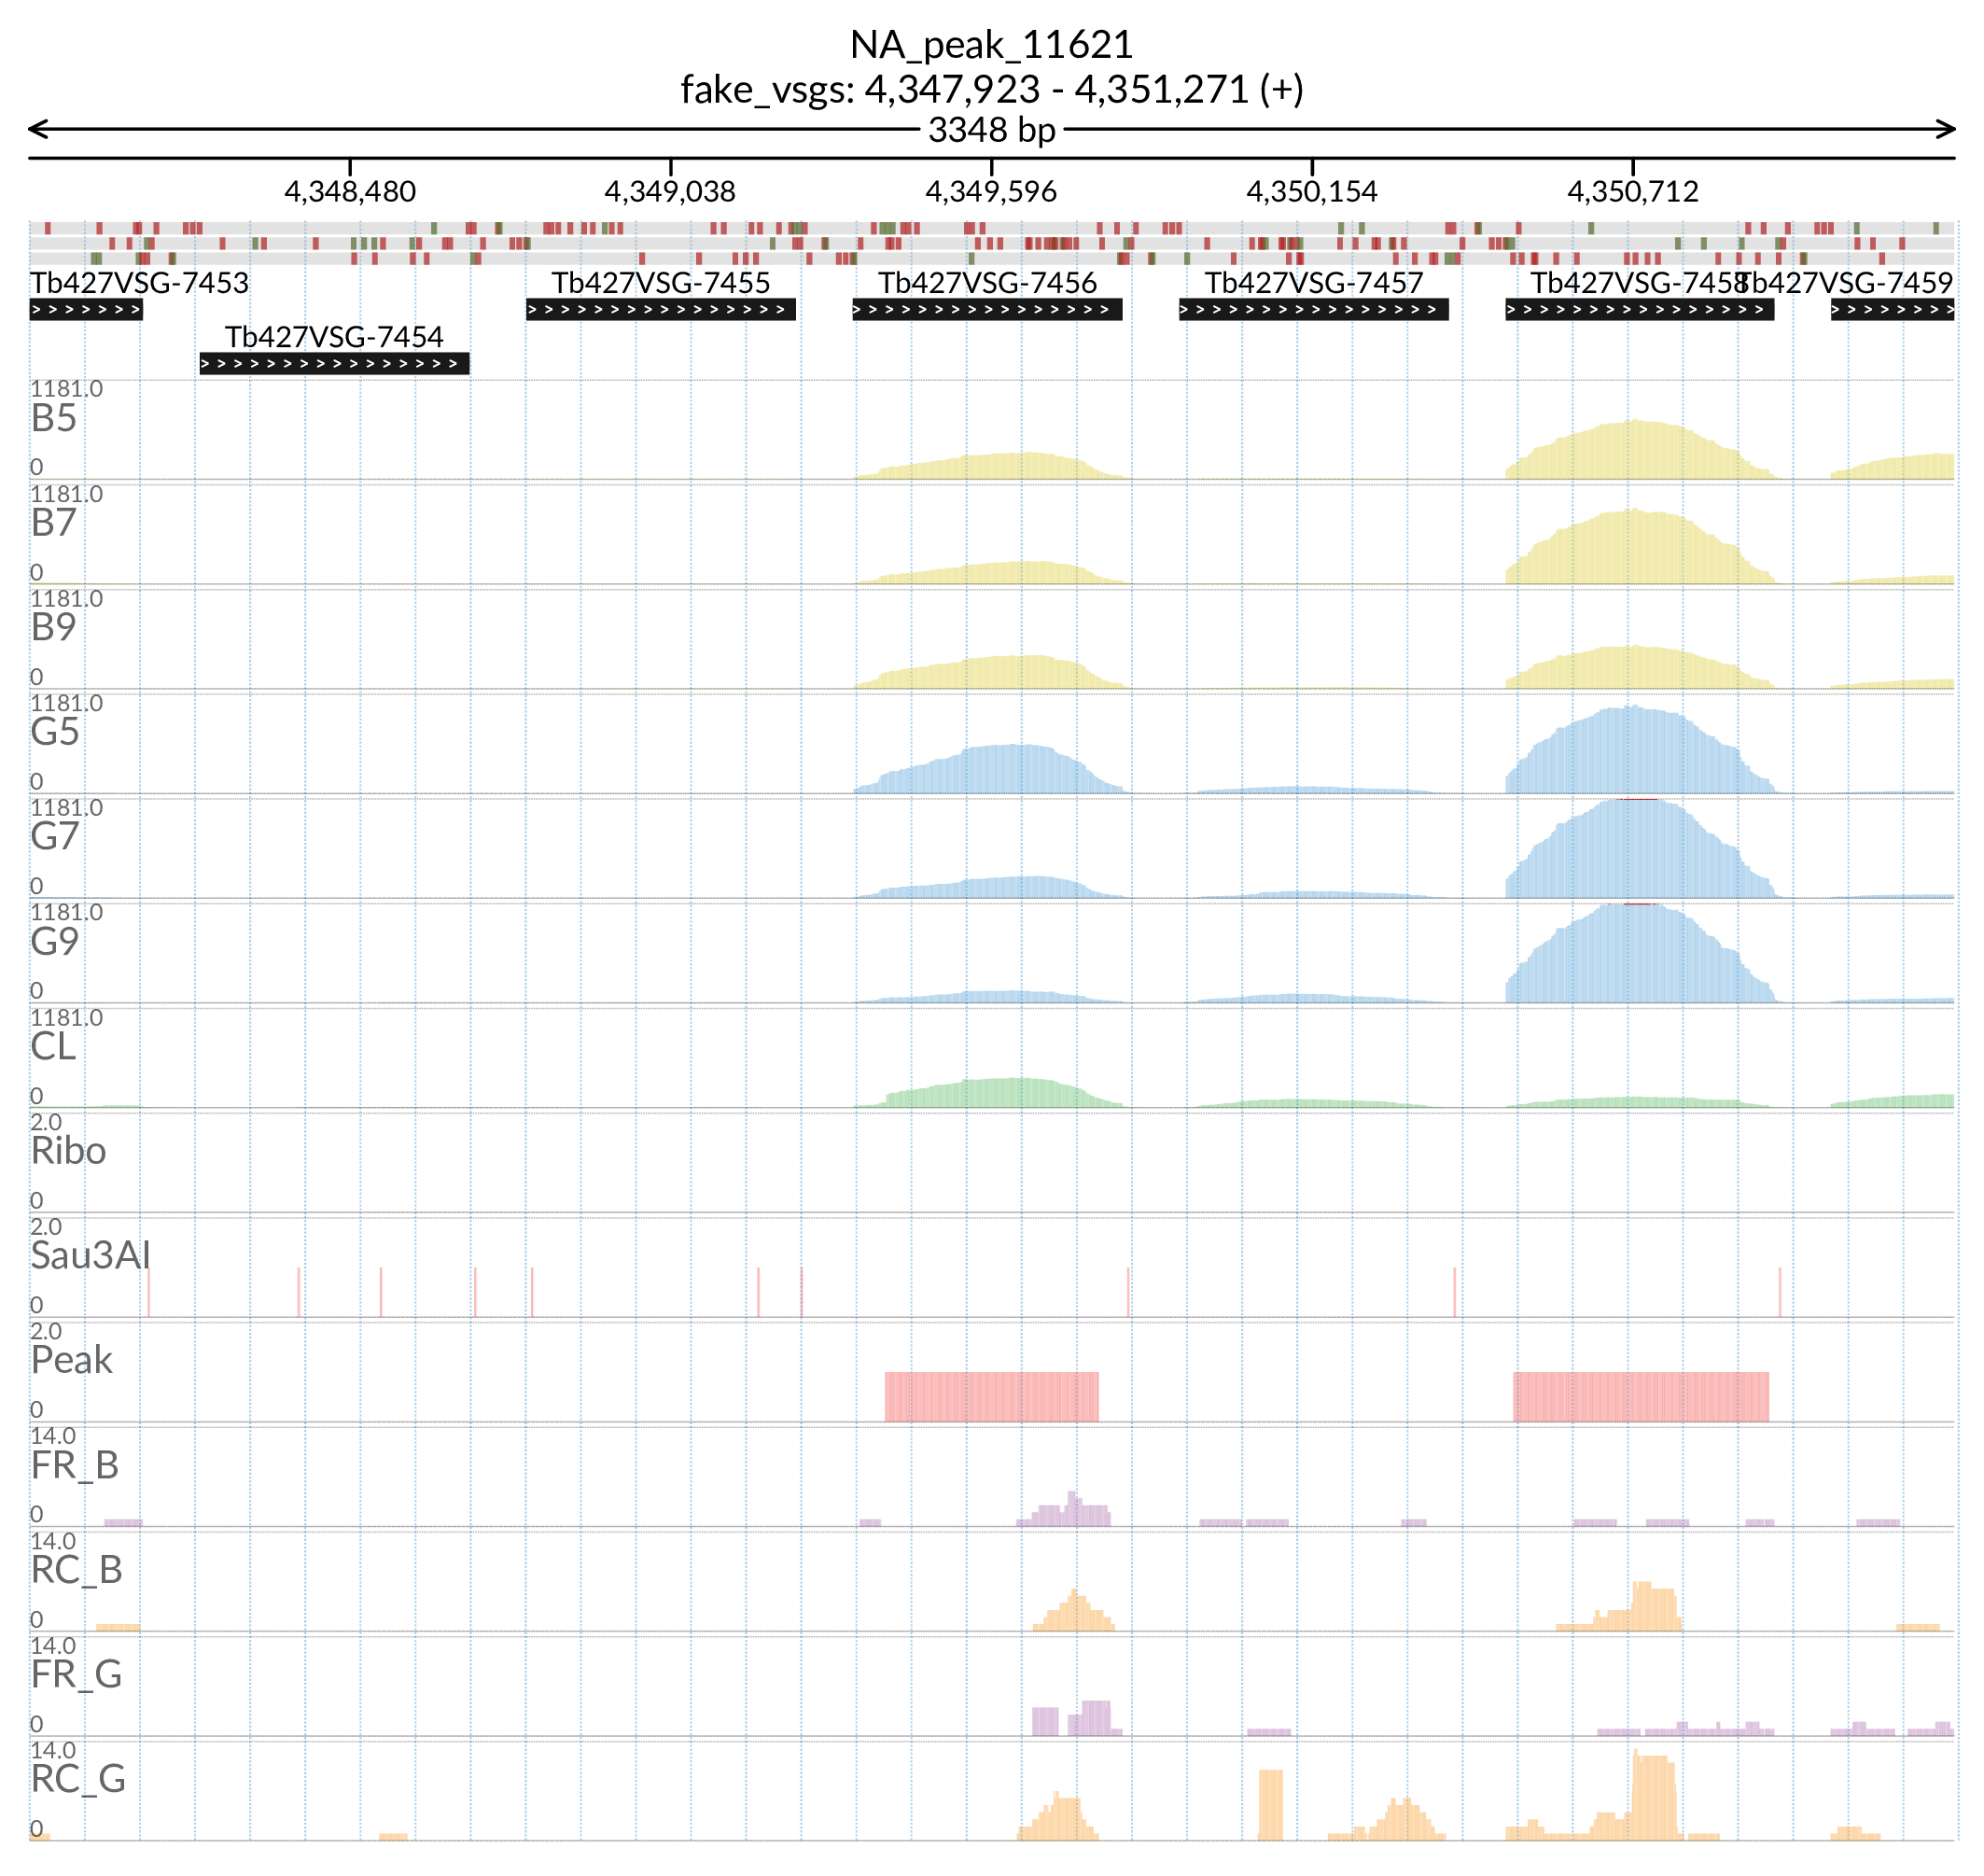 NA_peak_11621
fake_vsgs: 4,347,923 - 4,351,271 (+)
3348 bp
4,348,480 4,349,038 4,349,596 4,350,154 4,350,712
Tb427VSG-7453 Tb427VSG-7455 Tb427VSG-7456 Tb427VSG-7457 Tb427VSG-7458 Tb427VSG-7459
Tb427VSG-7454
1181.0
B5
0
1181.0
B7
0
1181.0
B9
0
1181.0
G5
0
1181.0
G7
0
1181.0
G9
0
1181.0
CL
0
2.0
Ribo
0
2.0
Sau3AI
0
2.0
Peak
0
14.0
FR_B
0
14.0
RC_B
0
14.0
FR_G
0
14.0
RC_G
0